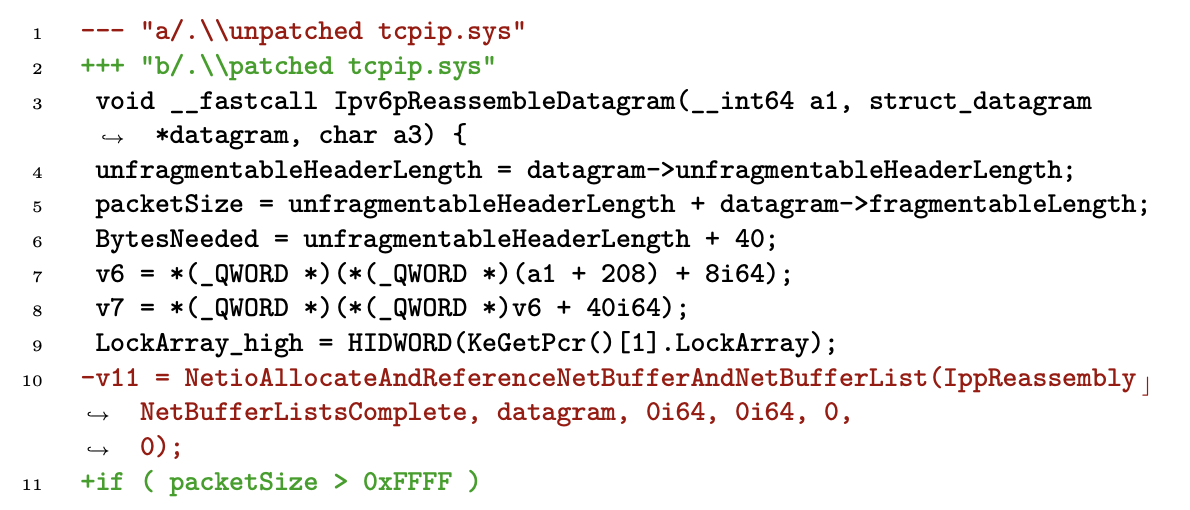 1 --- "a/.\\unpatched tcpip.sys"
2 +++ "b/.\\patched tcpip.sys"
3 void __fastcall Ipv6pReassembleDatagram(__int64 a1, struct_datagram
↪ *datagram, char a3) {
4 unfragmentableHeaderLength = datagram->unfragmentableHeaderLength;
5 packetSize = unfragmentableHeaderLength + datagram->fragmentableLength;
6 BytesNeeded = unfragmentableHeaderLength + 40;
7 v6 = *(_QWORD *)(*(_QWORD *)(a1 + 208) + 8i64);
8 v7 = *(_QWORD *)(*(_QWORD *)v6 + 40i64);
9 LockArray_high = HIDWORD(KeGetPcr()[1].LockArray);
10 -v11 = NetioAllocateAndReferenceNetBufferAndNetBufferList(IppReassembly⌋
↪ NetBufferListsComplete, datagram, 0i64, 0i64, 0,
↪ 0);
11 +if ( packetSize > 0xFFFF )